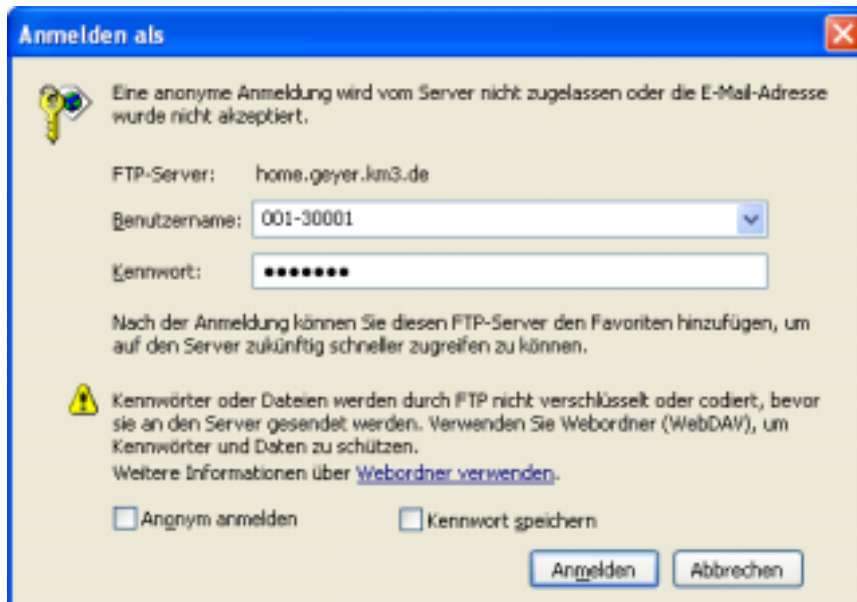 Anmelden als
Eine anonyme Anmeldung wird vom Server nicht zugelassen oder die E-Mail-Adresse
wurde nicht akzeptiert.
FTP-Server: home.geyer.km3.de
Benutzername: 001-30001
Kennwort: ●●●●●●●
Nach der Anmeldung können Sie diesen FTP-Server den Favoriten hinzufügen, um
auf den Server zukünftig schneller zugreifen zu können.
Kennwörter oder Dateien werden durch FTP nicht verschlüsselt oder codiert, bevor
sie an den Server gesendet werden. Verwenden Sie Webordner (WebDAV), um
Kennwörter und Daten zu schützen.
Weitere Informationen über Webordner verwenden.
Anonym anmelden Kennwort speichern
Anmelden Abbrechen